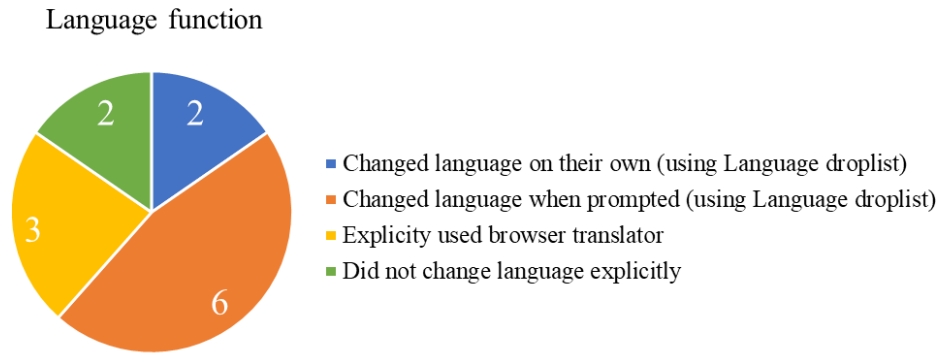 Language function
2
2
3
6
Changed language on their own (using Language droplist)
Changed language when prompted (using Language droplist)
Explicity used browser translator
Did not change language explicitly